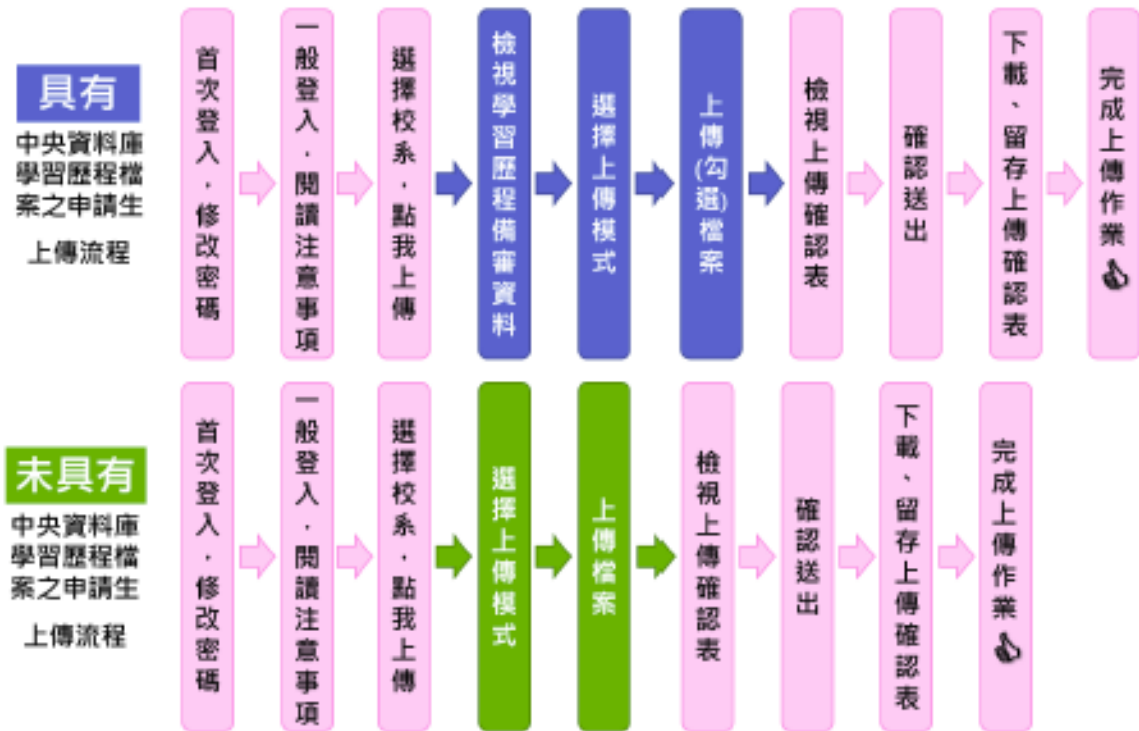 具有
中央資料庫
學習歷程檔
案之申請生
上傳流程
首次登入，修改密碼
一般登入，閱讀注意事項
選擇校系，點我上傳
檢視學習歷程備審資料
選擇上傳模式
上傳(勾選)檔案
檢視上傳確認表
確認送出
下載、留存上傳確認表
完成上傳作業
未具有
中央資料庫
學習歷程檔
案之申請生
上傳流程
首次登入，修改密碼
一般登入，閱讀注意事項
選擇校系，點我上傳
選擇上傳模式
上傳檔案
檢視上傳確認表
確認送出
下載、留存上傳確認表
完成上傳作業